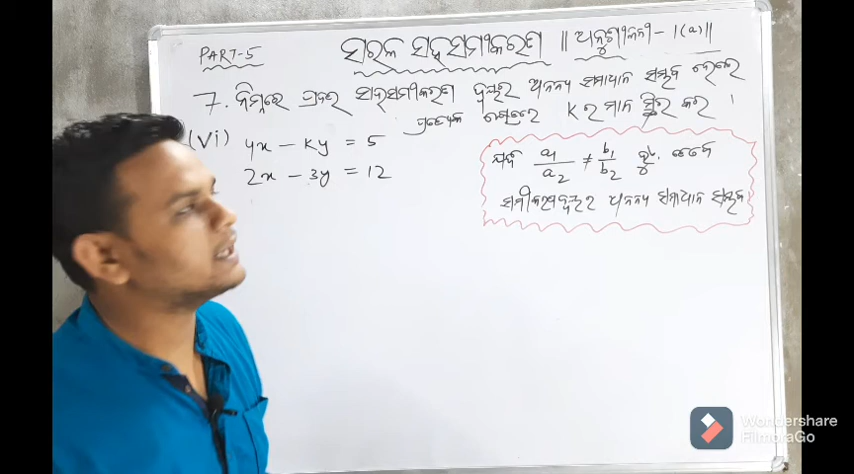 PART-5
ସରଳ ସହସମୀକରଣ || ଅନୁଶୀଳନୀ - 1(a) ||
7. ନିମ୍ନରେ ପ୍ରଦତ୍ତ ସହସମୀକରଣ ଦ୍ୱୟର ଅନନ୍ୟ ସମାଧାନ ସମ୍ଭବ ହେଲେ
ପ୍ରତ୍ୟେକ କ୍ଷେତ୍ରରେ K ର ମାନ ସ୍ଥିର କର ।
(Vi) 4x - Ky = 5
2x - 3y = 12
ଯଦି a1/a2 ≠ b1/b2 ହୁଏ ତେବେ
ସମୀକରଣଦ୍ୱୟର ଅନନ୍ୟ ସମାଧାନ ସମ୍ଭବ
Wondershare
FilmoraGo